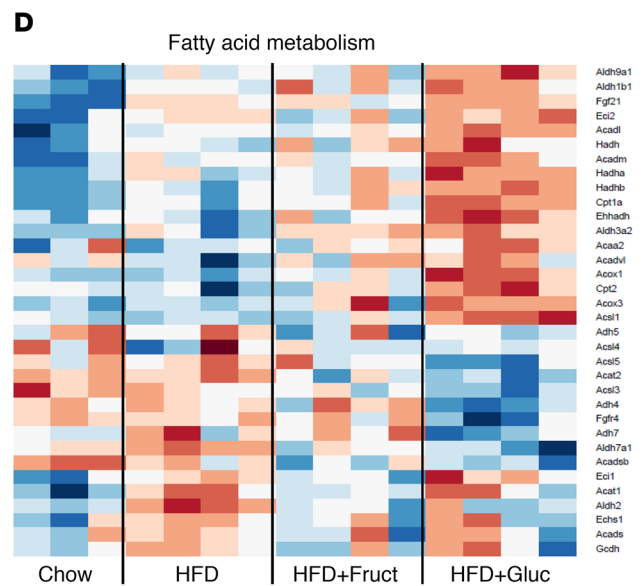 D
Fatty acid metabolism
Aldh9a1
Aldh1b1
Fgf21
Eci2
Acadl
Hadh
Acadm
Hadha
Hadhb
Cpt1a
Ehhadh
Aldh3a2
Acaa2
Acadvl
Acox1
Cpt2
Acox3
Acsl1
Adh5
Acsl4
Acsl5
Acat2
Acsl3
Adh4
Fgfr4
Adh7
Aldh7a1
Acadsb
Eci1
Acat1
Aldh2
Echs1
Acads
Gcdh
Chow HFD HFD+Fruct HFD+Gluc